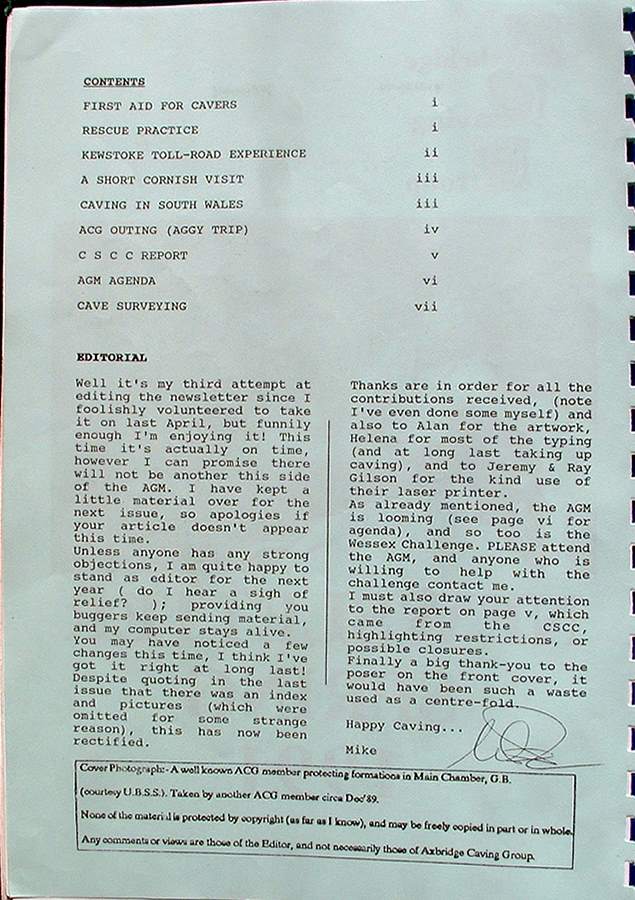 CONTENTS
FIRST AID FOR CAVERS i
RESCUE PRACTICE i
KEWSTOKE TOLL-ROAD EXPERIENCE ii
A SHORT CORNISH VISIT iii
CAVING IN SOUTH WALES iii
ACG OUTING (AGGY TRIP) iv
C S C C REPORT v
AGM AGENDA vi
CAVE SURVEYING vii
EDITORIAL
Well it's my third attempt at
editing the newsletter since I
foolishly volunteered to take
it on last April, but funnily
enough I'm enjoying it! This
time it's actually on time,
however I can promise there
will not be another this side
of the AGM. I have kept a
little material over for the
next issue, so apologies if
your article doesn't appear
this time.
Unless anyone has any strong
objections, I am quite happy to
stand as editor for the next
year ( do I hear a sigh of
relief? ); providing you
buggers keep sending material,
and my computer stays alive.
You may have noticed a few
changes this time, I think I've
got it right at long last!
Despite quoting in the last
issue that there was an index
and pictures (which were
omitted for some strange
reason), this has now been
rectified.
Thanks are in order for all the
contributions received, (note
I've even done some myself) and
also to Alan for the artwork,
Helena for most of the typing
(and at long last taking up
caving), and to Jeremy & Ray
Gilson for the kind use of
their laser printer.
As already mentioned, the AGM
is looming (see page vi for
agenda), and so too is the
Wessex Challenge. PLEASE attend
the AGM, and anyone who is
willing to help with the
challenge contact me.
I must also draw your attention
to the report on page v, which
came from the CSCC,
highlighting restrictions, or
possible closures.
Finally a big thank-you to the
poser on the front cover, it
would have been such a waste
used as a centre-fold.
Happy Caving...
Mike
Cover Photograph:- A well known ACG member protecting formations in Main Chamber, G.B.
(courtesy U.B.S.S.). Taken by another ACG member circa Dec'89.
None of the material is protected by copyright (as far as I know), and may be freely copied in part or in whole.
Any comments or views are those of the Editor, and not necessarily those of Axbridge Caving Group.